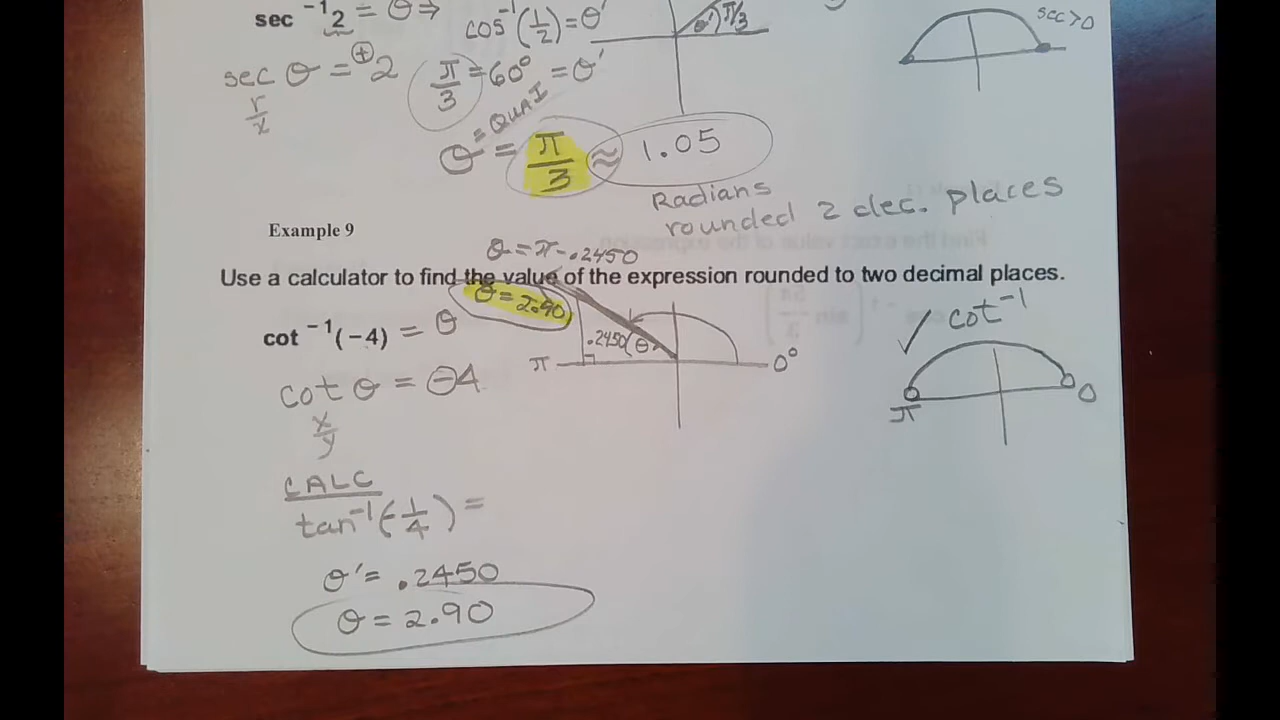 sec ⁻¹2 = θ ⇒ cos⁻¹(1/2) = θ'
θ' π/3
sec > 0
sec θ = ⊕2
r/x
π/3 = 60° = θ'
= QUA I
θ = π/3 ≈ 1.05
Radians
rounded 2 dec. places
Example 9
θ = π - .2450
Use a calculator to find the value of the expression rounded to two decimal places.
θ = 2.90
cot ⁻¹(−4) = θ
cot⁻¹
.2450 θ'
π 0°
cot θ = ⊖4
x/y
π 0
CALC
tan⁻¹(-1/4) =
θ' = .2450
θ = 2.90